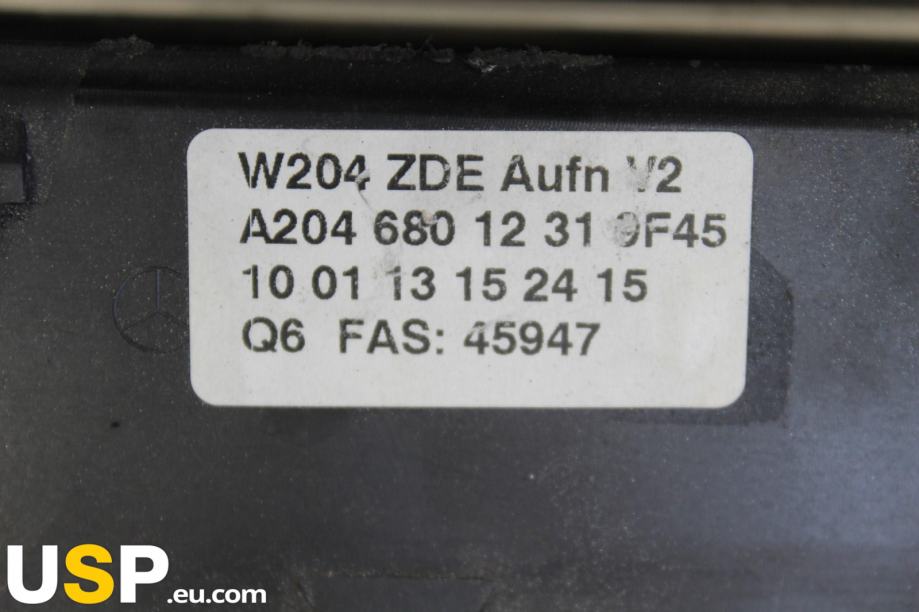 W204 ZDE Aufn V2
A204 680 12 31 9F45
10 01 13 15 24 15
Q6 FAS: 45947
USP.eu.com